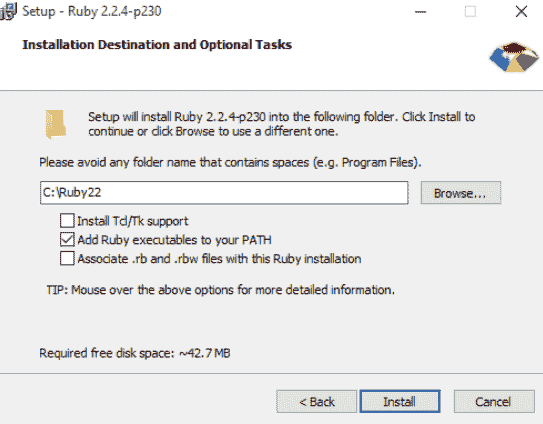 Setup - Ruby 2.2.4-p230
Installation Destination and Optional Tasks
Setup will install Ruby 2.2.4-p230 into the following folder. Click Install to
continue or click Browse to use a different one.
Please avoid any folder name that contains spaces (e.g. Program Files).
C:\Ruby22
Browse...
Install Tcl/Tk support
Add Ruby executables to your PATH
Associate .rb and .rbw files with this Ruby installation
TIP: Mouse over the above options for more detailed information.
Required free disk space: ~42.7 MB
< Back
Install
Cancel